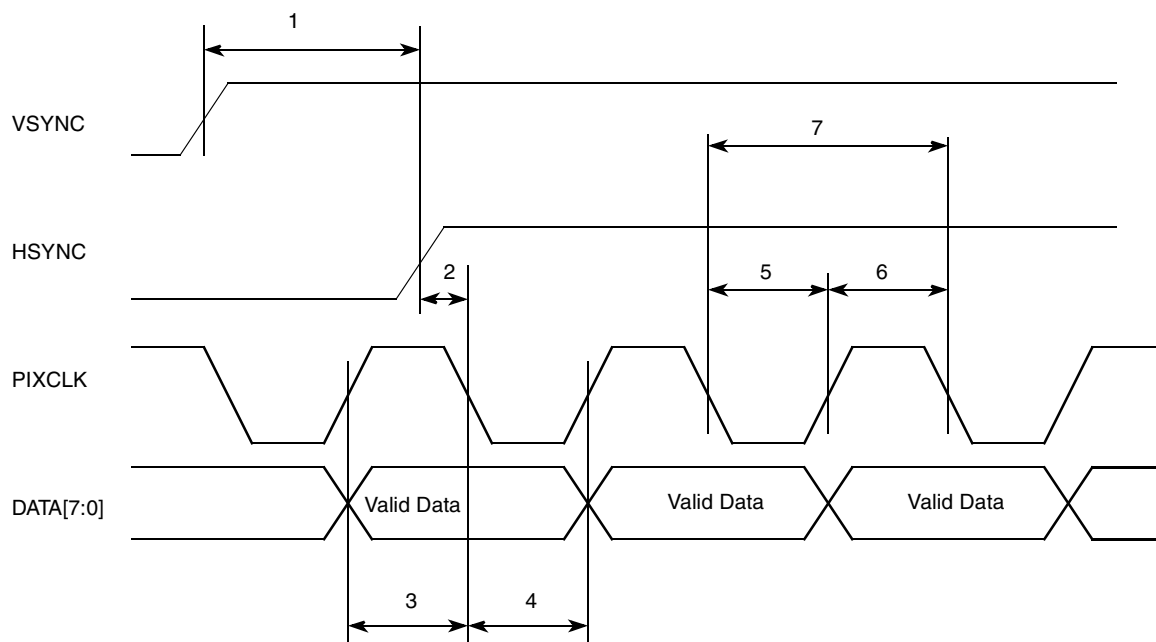 1
VSYNC
7
HSYNC
2
5
6
PIXCLK
DATA[7:0]
Valid Data
Valid Data
Valid Data
3
4